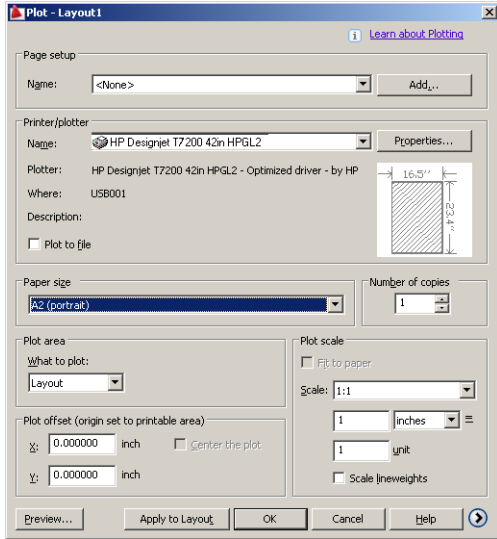 Plot - Layout1
Learn about Plotting
Page setup
Name: <None> Add...
Printer/plotter
Name: HP Designjet T7200 42in HPGL2 Properties...
Plotter: HP Designjet T7200 42in HPGL2 - Optimized driver - by HP
Where: USB001
Description:
Plot to file
16.5''
23.4''
Paper size
A2 (portrait)
Number of copies
1
Plot area
What to plot:
Layout
Plot scale
Fit to paper
Scale: 1:1
1 inches =
1 unit
Scale lineweights
Plot offset (origin set to printable area)
X: 0.000000 inch Center the plot
Y: 0.000000 inch
Preview... Apply to Layout OK Cancel Help